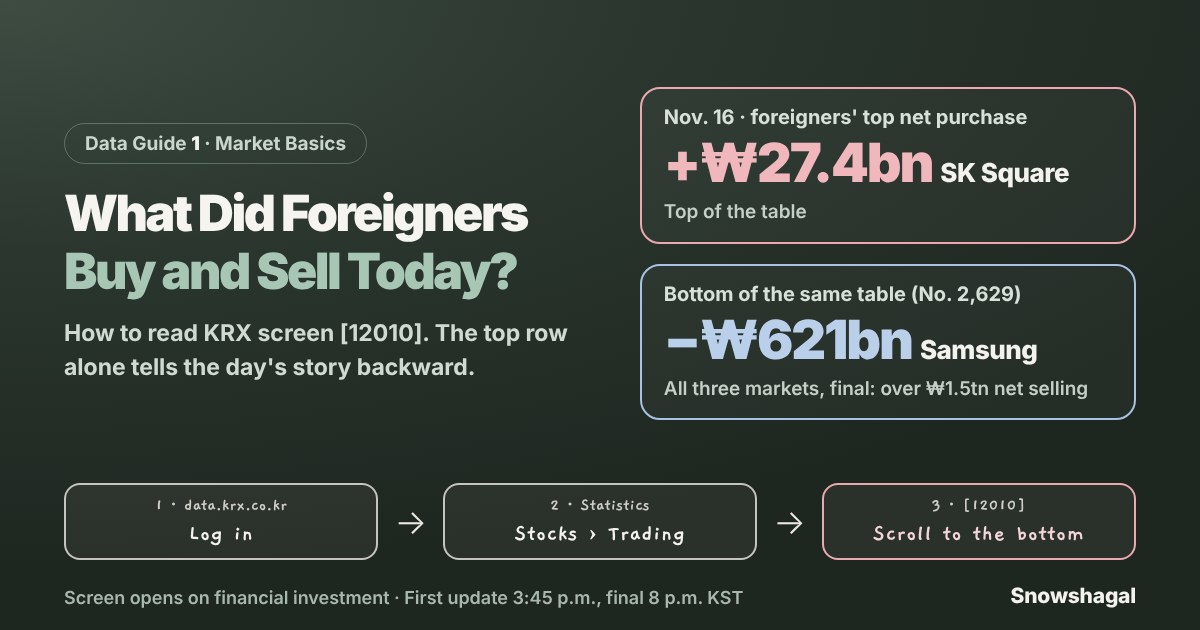 Data Guide 1 · Market Basics
What Did Foreigners
Buy and Sell Today?
How to read KRX screen [12010]. The top row
alone tells the day's story backward.
Nov. 16 · foreigners' top net purchase
+₩27.4bn SK Square
Top of the table
Bottom of the same table (No. 2,629)
−₩621bn Samsung
All three markets, final: over ₩1.5tn net selling
1 · data.krx.co.kr
Log in
→
2 · Statistics
Stocks › Trading
→
3 · [12010]
Scroll to the bottom
Screen opens on financial investment · First update 3:45 p.m., final 8 p.m. KST
Snowshagal